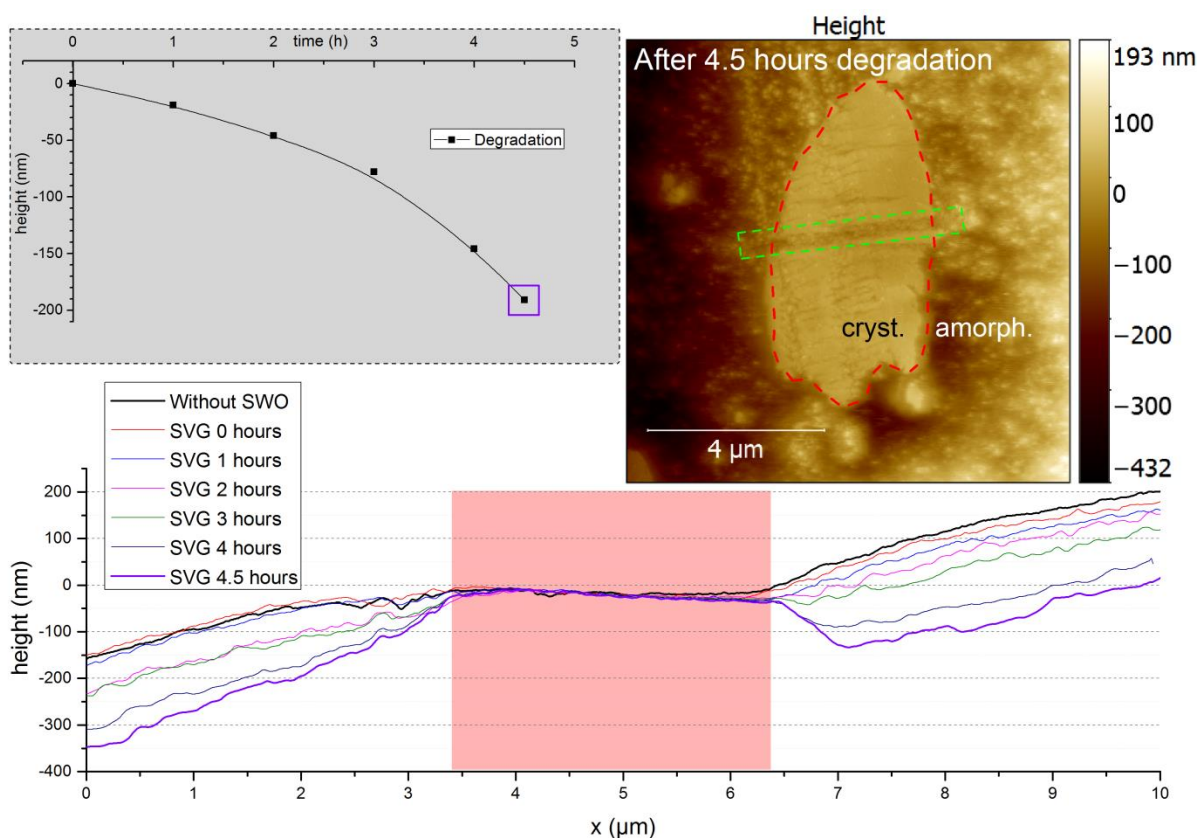 0 1 2 time (h) 3 4 5
0
-50
-100
-150
-200
height (nm)
Degradation
Height
After 4.5 hours degradation
cryst. amorph.
4 µm
193 nm
100
0
−100
−200
−300
−432
Without SWO
SVG 0 hours
SVG 1 hours
SVG 2 hours
SVG 3 hours
SVG 4 hours
SVG 4.5 hours
200
100
0
-100
-200
-300
-400
height (nm)
0 1 2 3 4 5 6 7 8 9 10
x (µm)